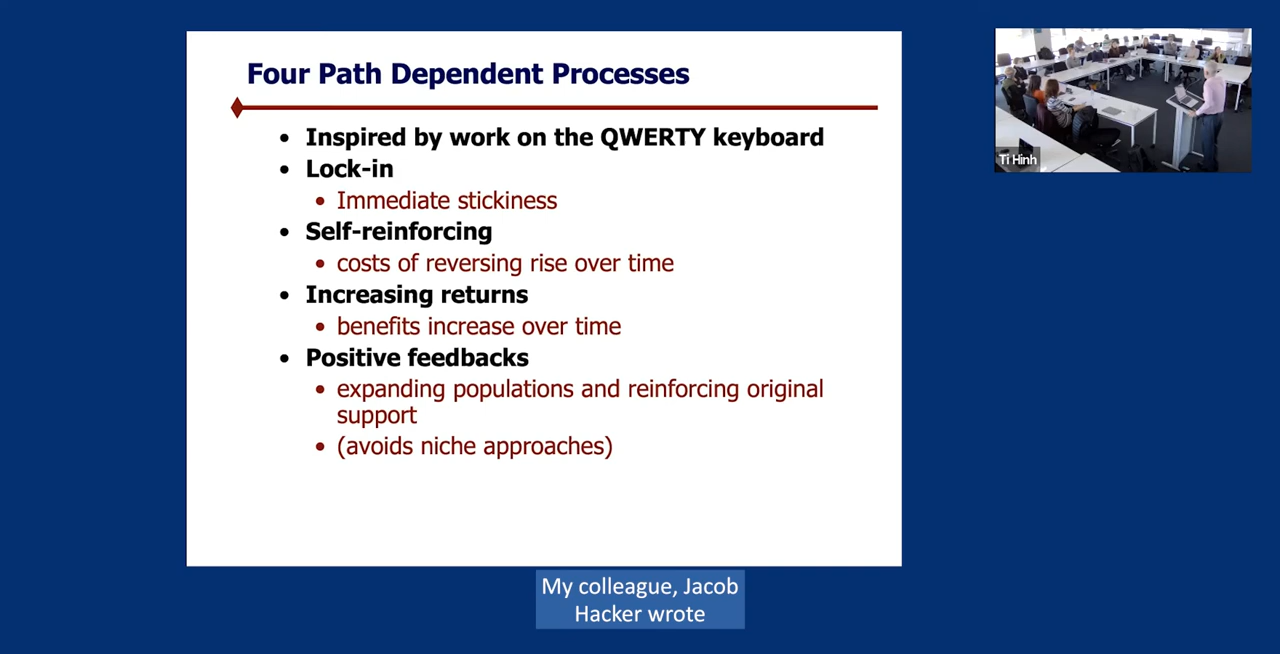 Four Path Dependent Processes
• Inspired by work on the QWERTY keyboard
• Lock-in
• Immediate stickiness
• Self-reinforcing
• costs of reversing rise over time
• Increasing returns
• benefits increase over time
• Positive feedbacks
• expanding populations and reinforcing original
support
• (avoids niche approaches)
Ti Hinh
My colleague, Jacob
Hacker wrote